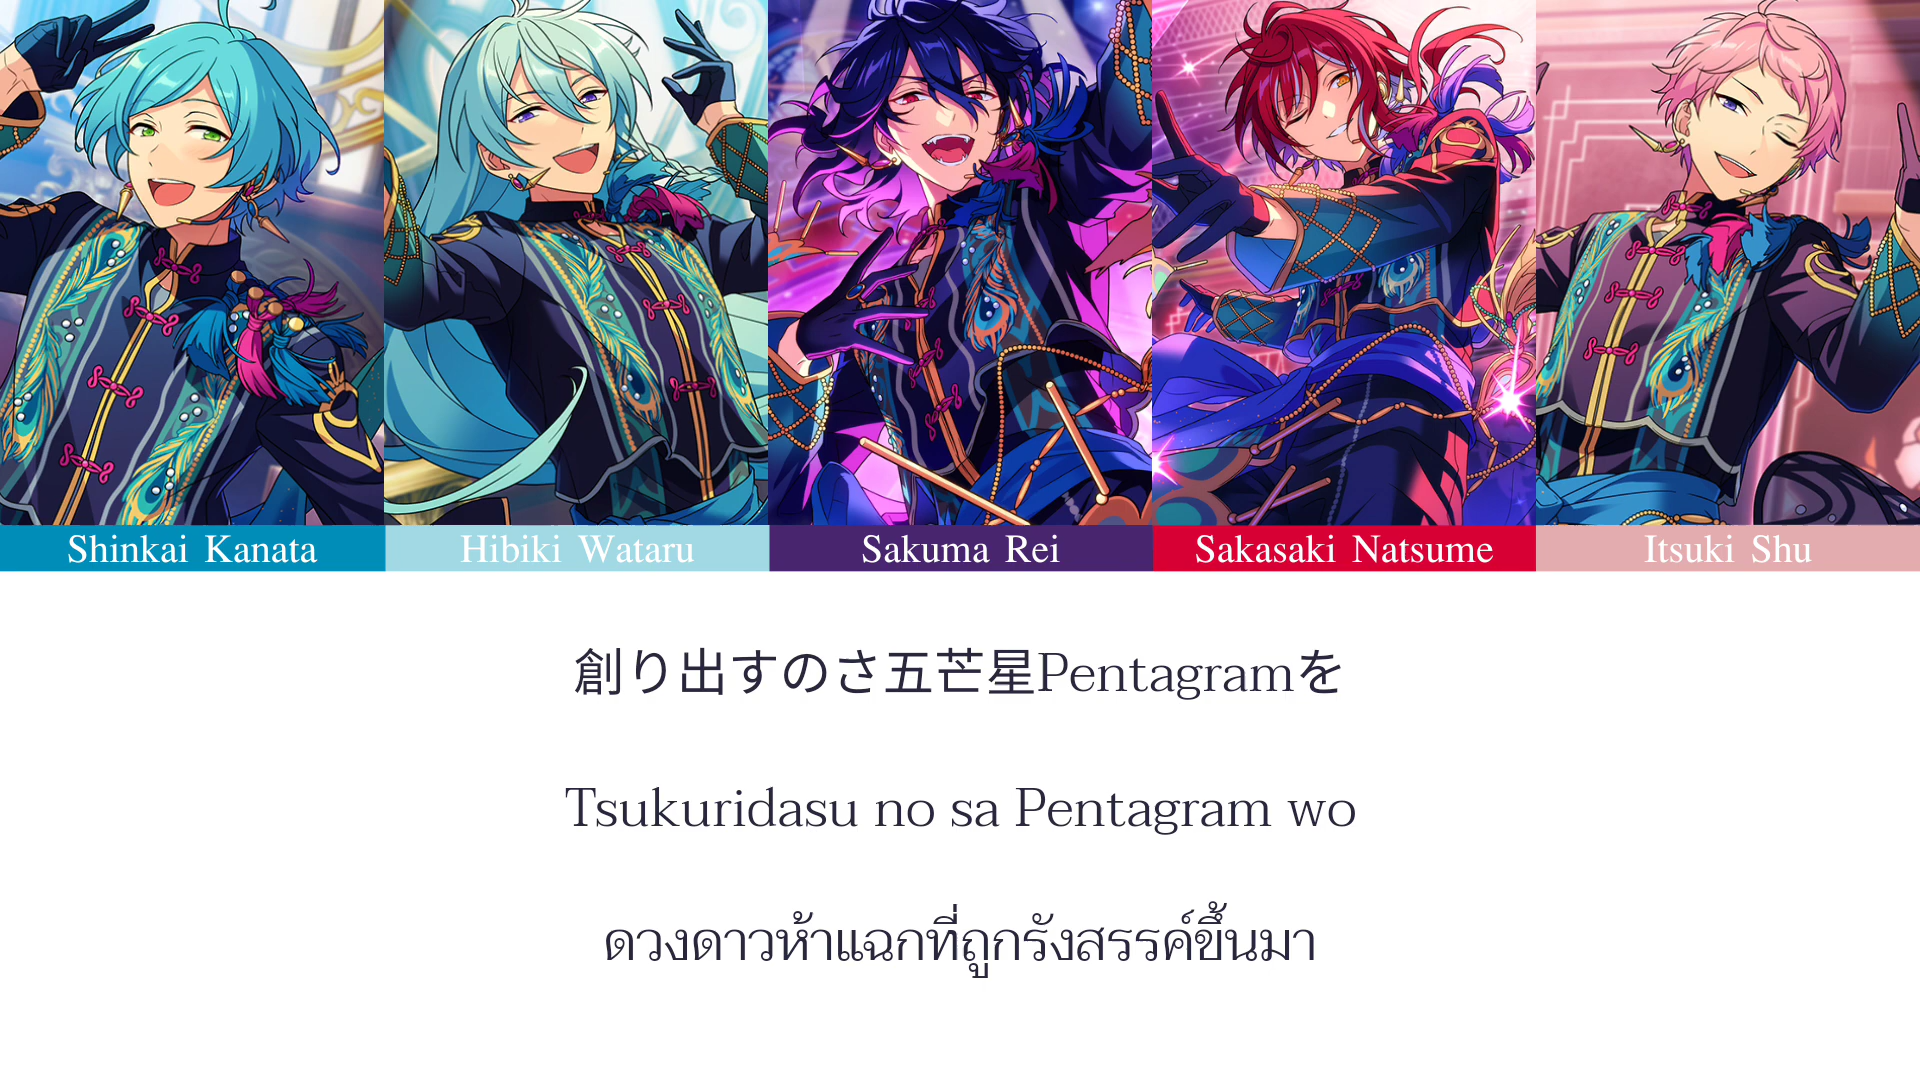 Shinkai Kanata
Hibiki Wataru
Sakuma Rei
Sakasaki Natsume
Itsuki Shu
創り出すのさ五芒星Pentagramを
Tsukuridasu no sa Pentagram wo
ดวงดาวห้าแฉกที่ถูกรังสรรค์ขึ้นมา